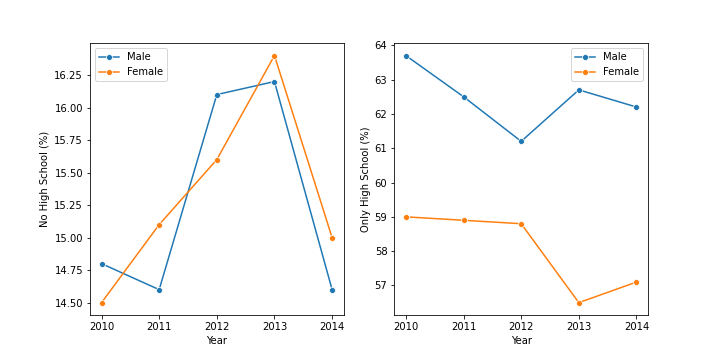 Male
Female
16.25
16.00
15.75
15.50
15.25
15.00
14.75
14.50
No High School (%)
2010 2011 2012 2013 2014
Year
Male
Female
64
63
62
61
60
59
58
57
Only High School (%)
2010 2011 2012 2013 2014
Year